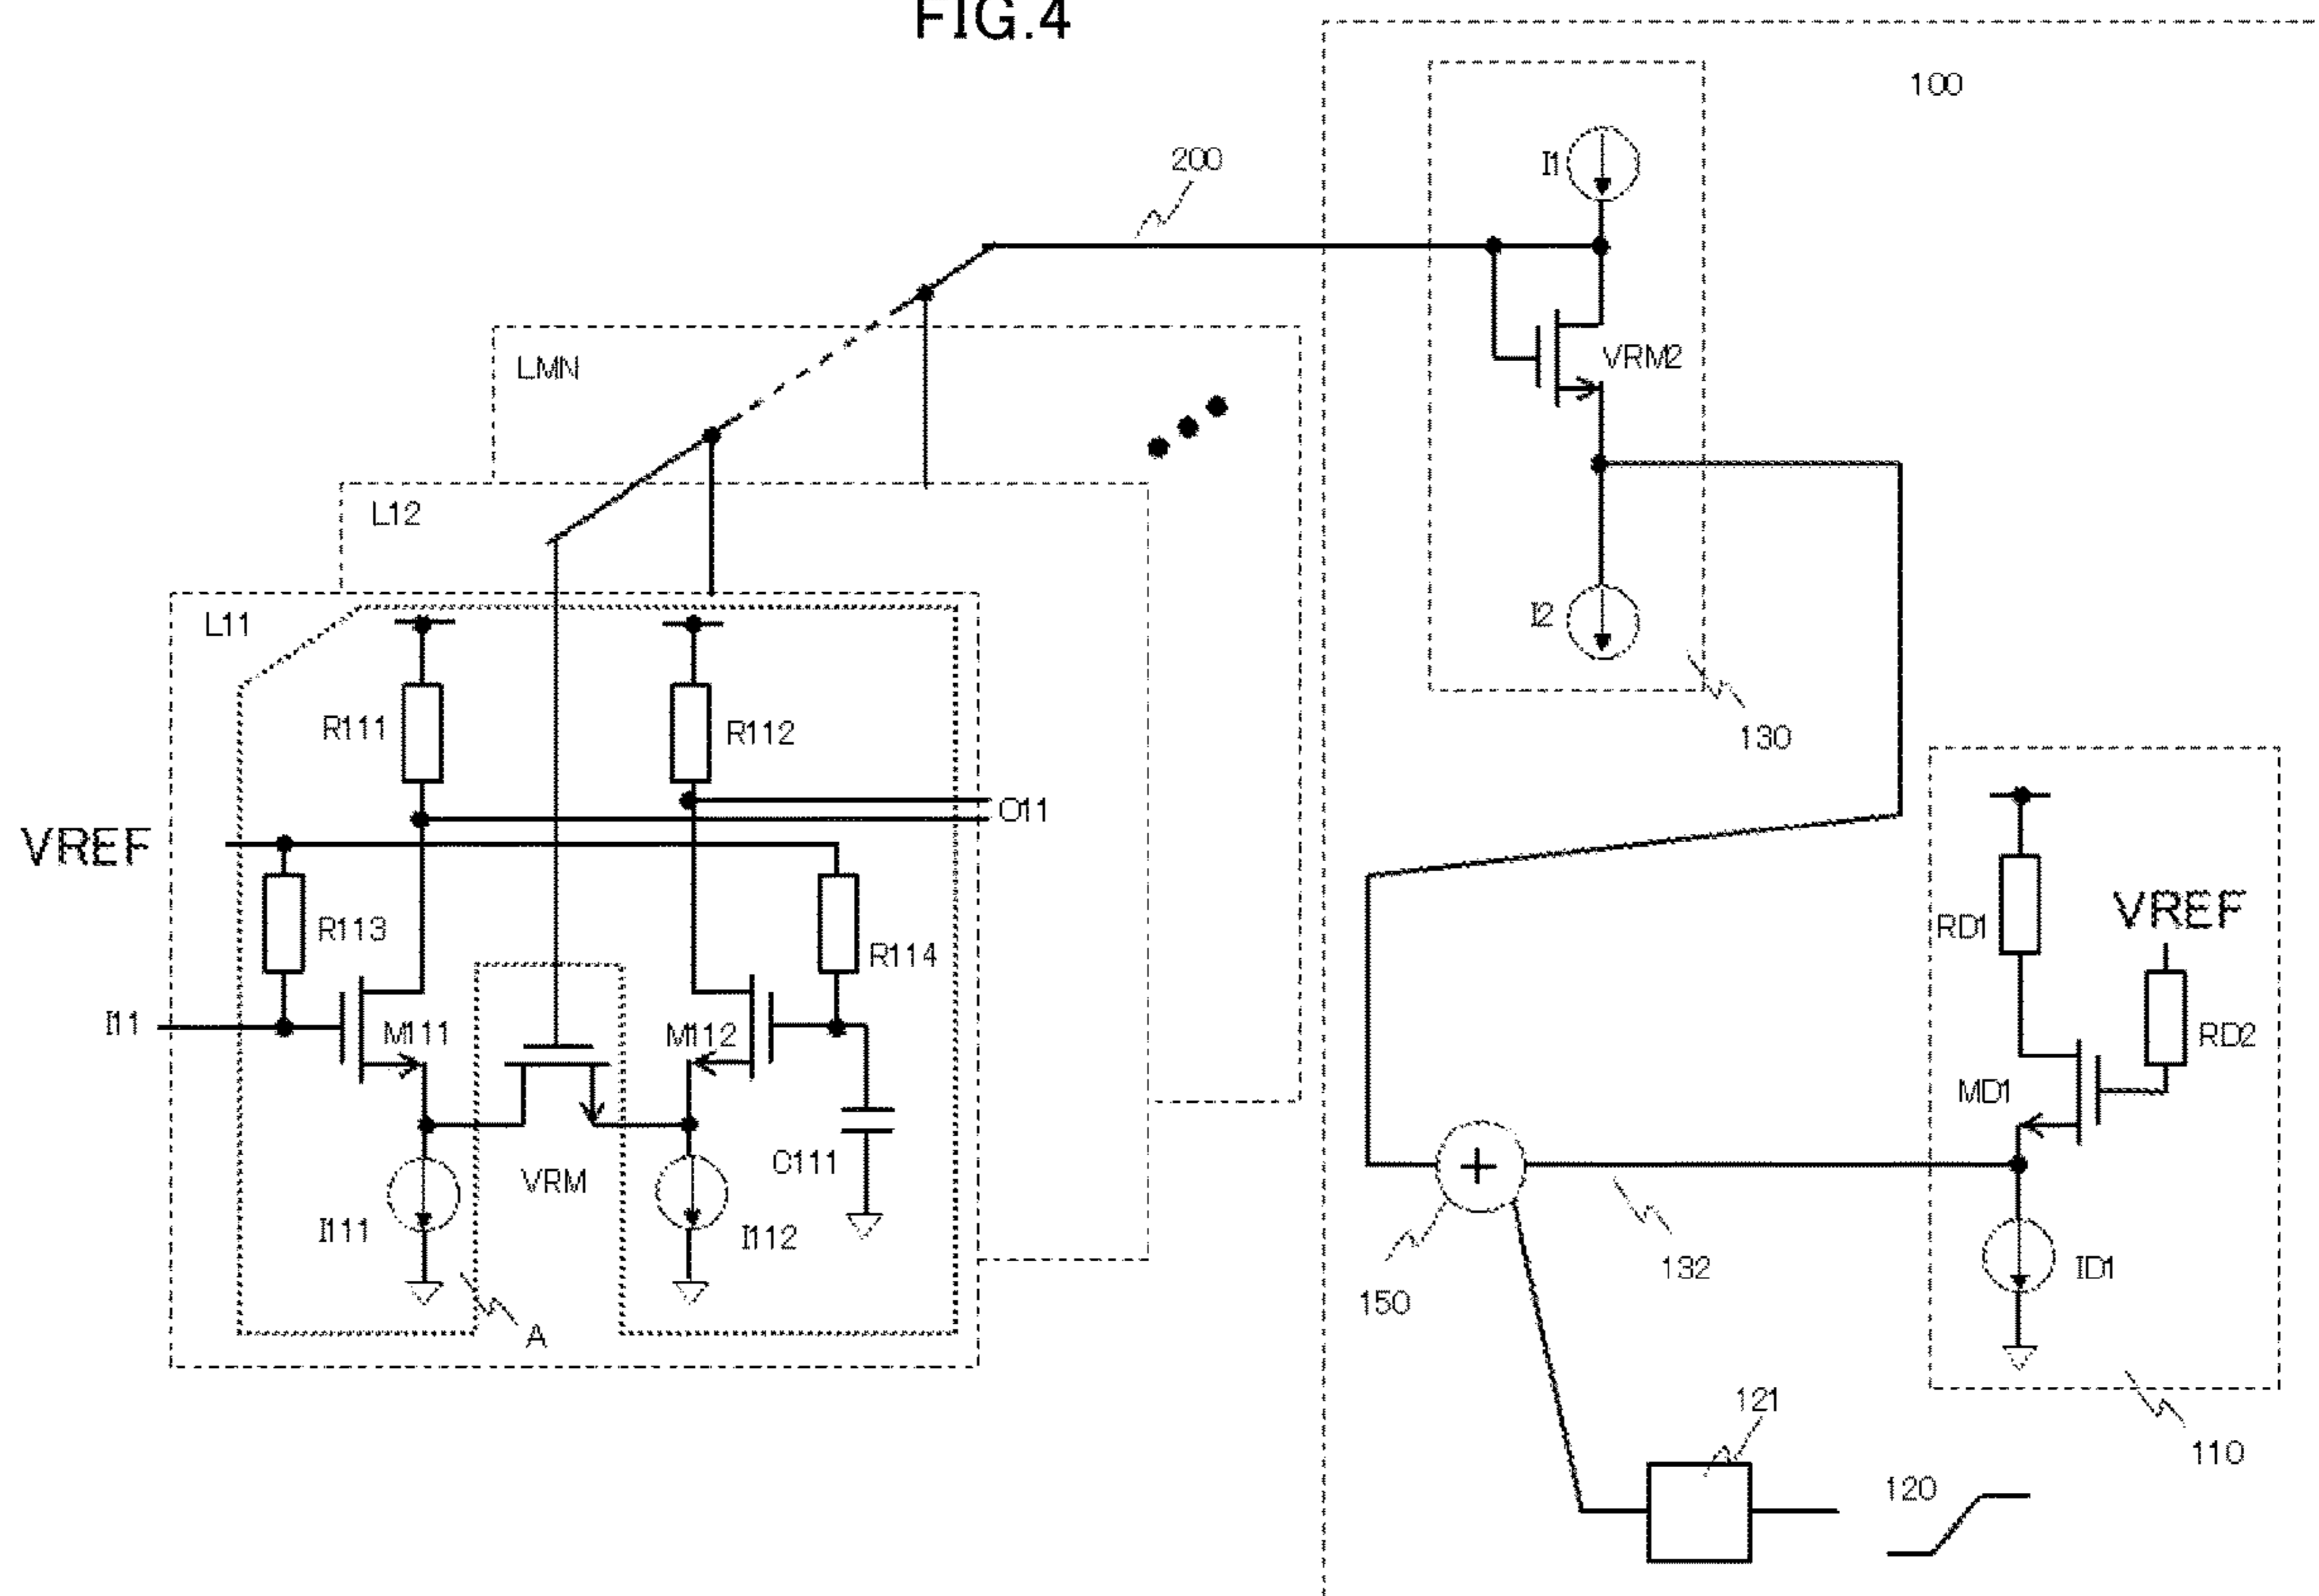 FIG.4
100
I1
200
VRM2
LMN
L12
I2
L11
130
R111
R112
O11
VREF
VREF
RD1
R113
R114
RD2
I11
M111
M112
MD1
VRM
C111
I111
I112
132
ID1
150
A
121
110
120
+